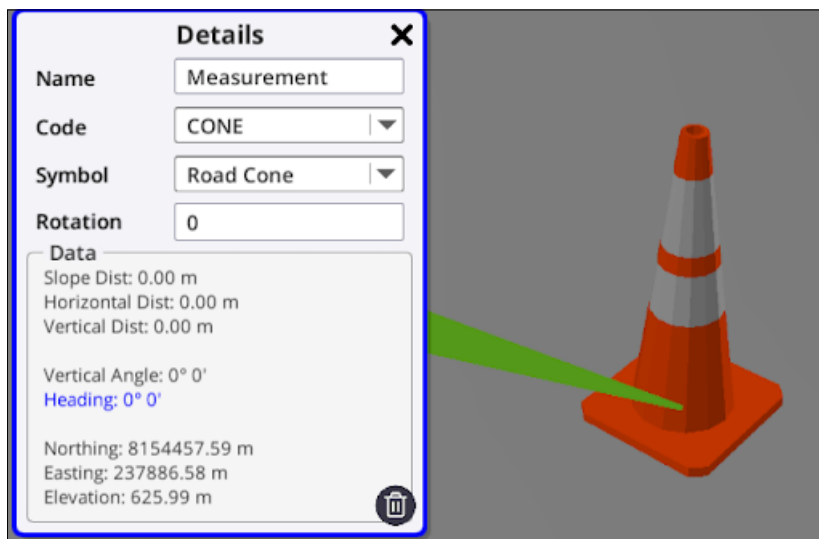 Details
Name Measurement
Code CONE
Symbol Road Cone
Rotation 0
Data
Slope Dist: 0.00 m
Horizontal Dist: 0.00 m
Vertical Dist: 0.00 m
Vertical Angle: 0° 0'
Heading: 0° 0'
Northing: 8154457.59 m
Easting: 237886.58 m
Elevation: 625.99 m